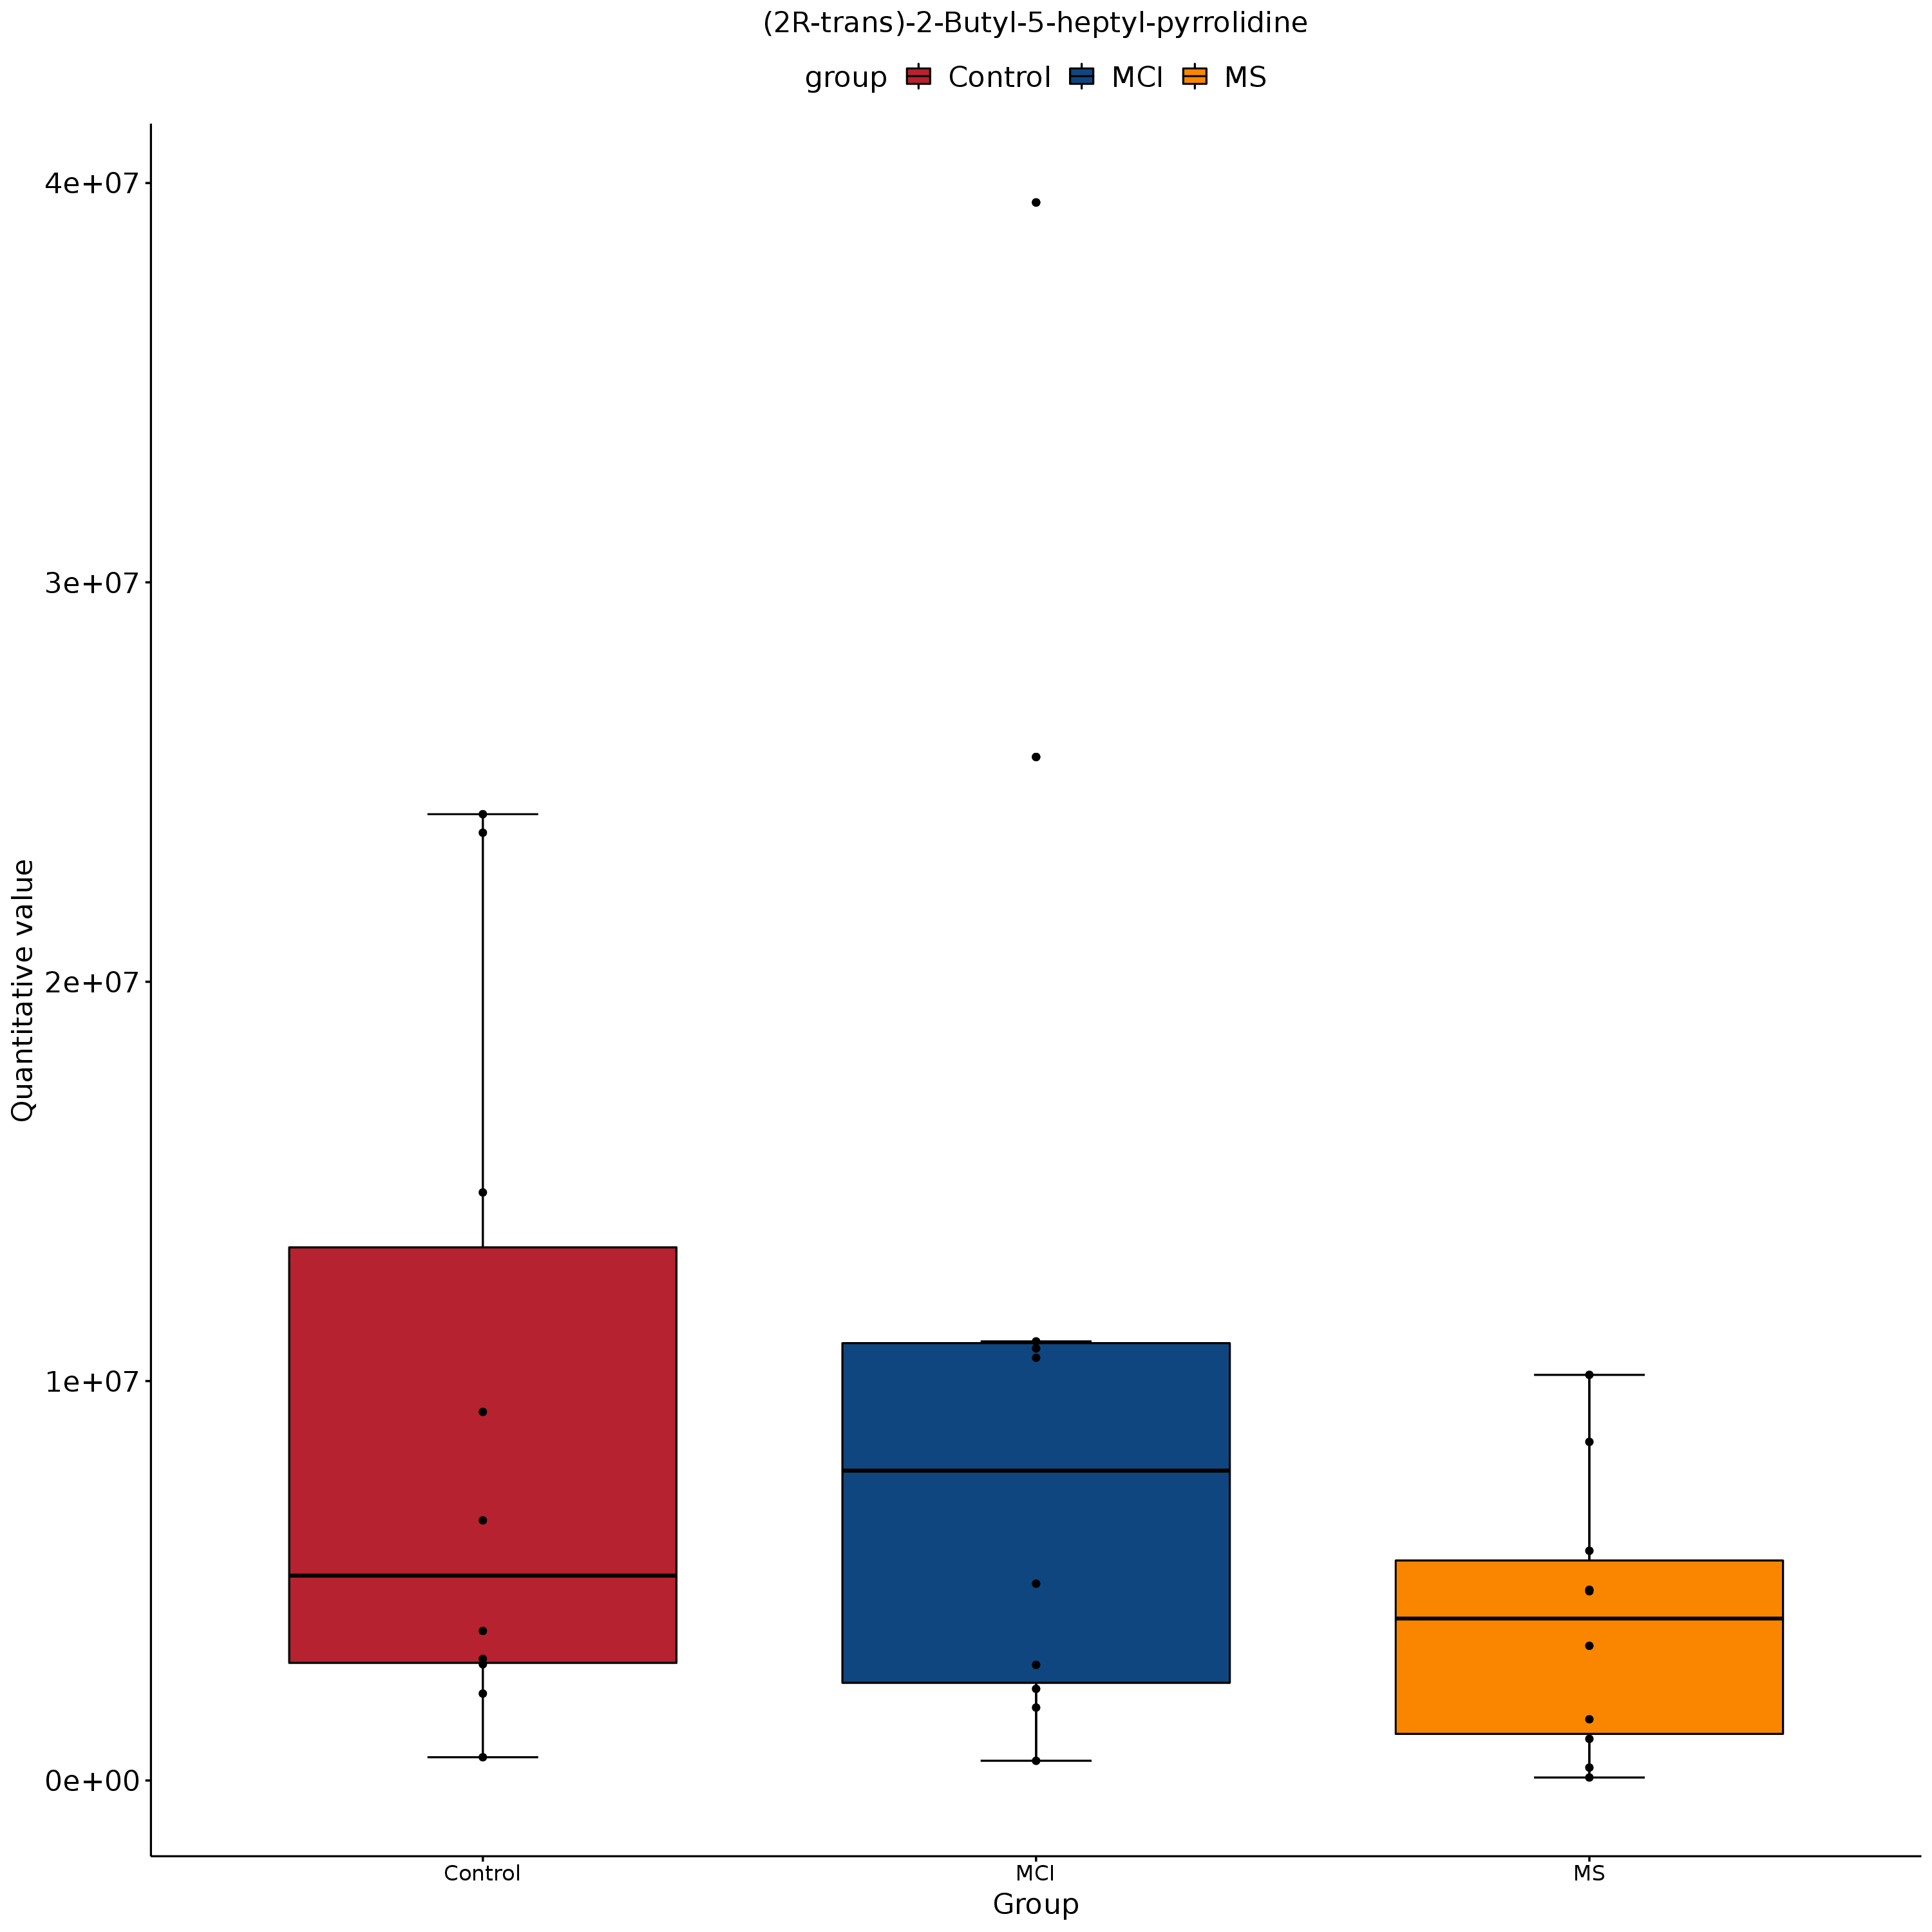 (2R-trans)-2-Butyl-5-heptyl-pyrrolidine
group Control MCI MS
4e+07
3e+07
2e+07
1e+07
0e+00
Quantitative value
Control MCI MS
Group